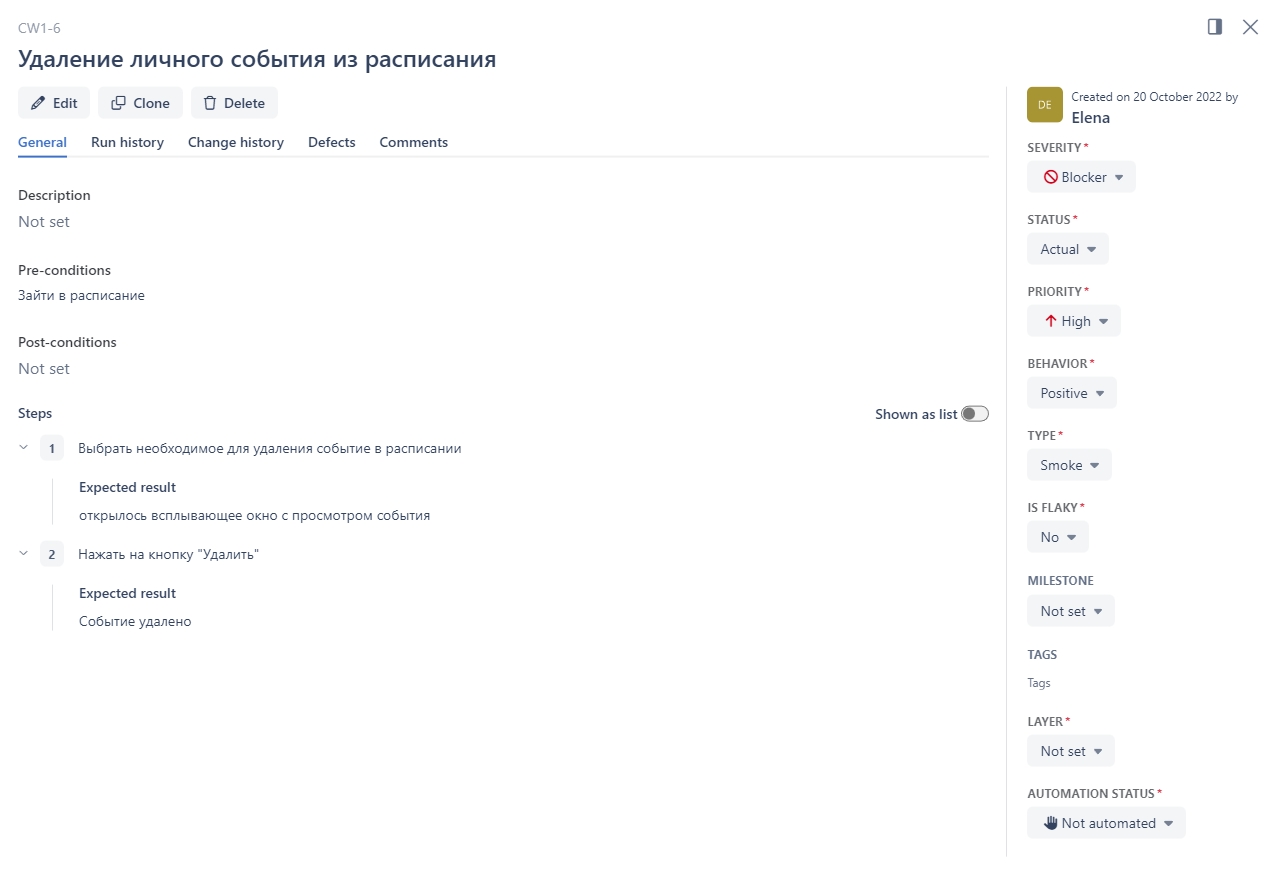 CW1-6
Удаление личного события из расписания
Edit
Clone
Delete
General
Run history
Change history
Defects
Comments
Description
Not set
Pre-conditions
Зайти в расписание
Post-conditions
Not set
Steps
Shown as list
1
Выбрать необходимое для удаления событие в расписании
Expected result
открылось всплывающее окно с просмотром события
2
Нажать на кнопку "Удалить"
Expected result
Событие удалено
DE
Created on 20 October 2022 by
Elena
SEVERITY*
Blocker
STATUS*
Actual
PRIORITY*
High
BEHAVIOR*
Positive
TYPE*
Smoke
IS FLAKY*
No
MILESTONE
Not set
TAGS
Tags
LAYER*
Not set
AUTOMATION STATUS*
Not automated